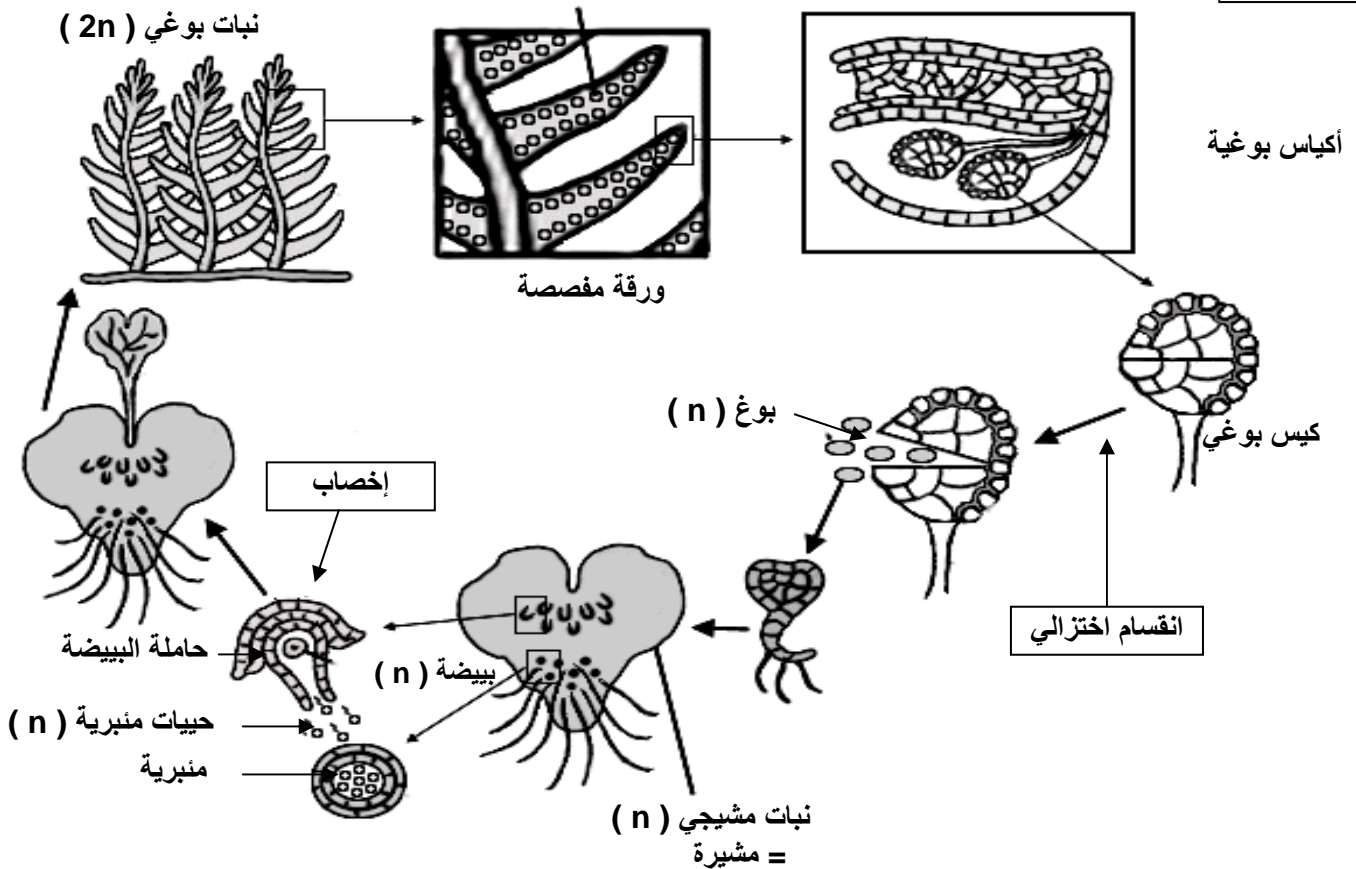 نبات بوغي ( 2n )
أكياس بوغية
ورقة مفصصة
بوغ ( n )
كيس بوغي
إخصاب
انقسام اختزالي
حاملة البييضة
بييضة ( n )
حييات مئبرية ( n )
مئبرية
نبات مشيجي ( n )
= مشيرة